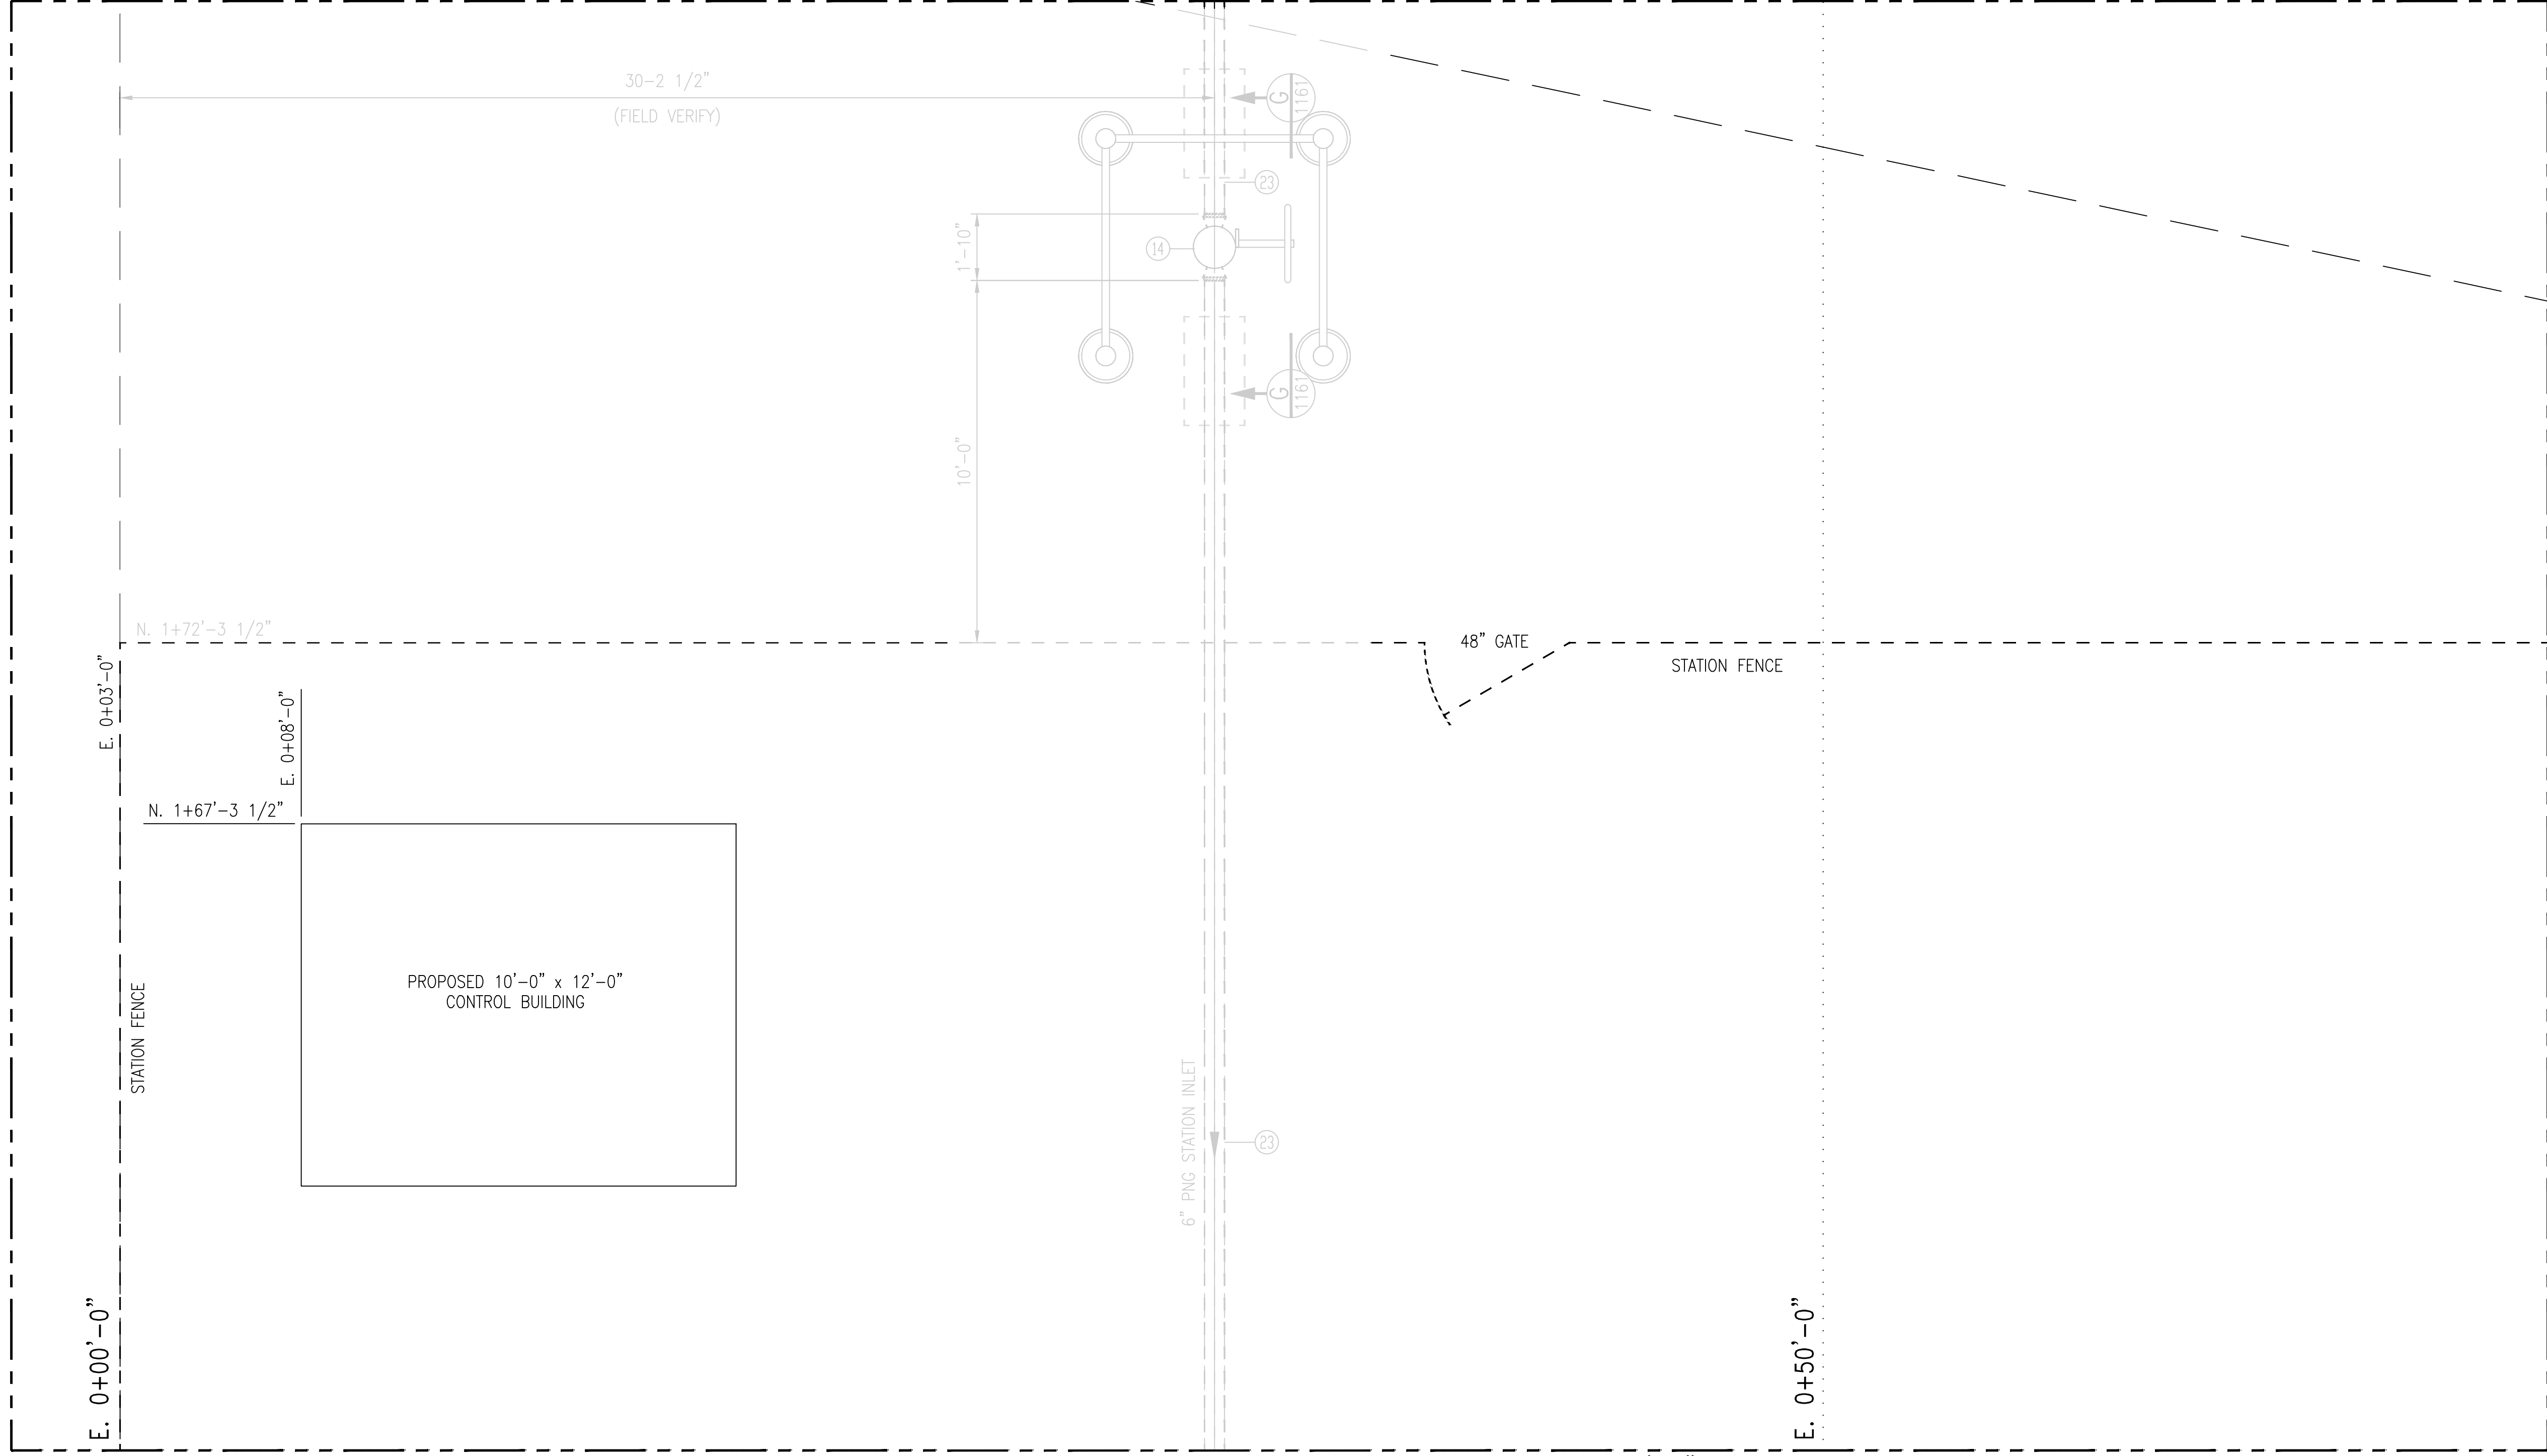 30-2 1/2"
(FIELD VERIFY)
G
1161
23
14
1'-10"
G
1161
10'-0"
N. 1+72'-3 1/2"
48" GATE
STATION FENCE
E. 0+03'-0"
E. 0+08'-0"
N. 1+67'-3 1/2"
PROPOSED 10'-0" x 12'-0"
CONTROL BUILDING
STATION FENCE
6" PNG STATION INLET
23
E. 0+00'-0"
E. 0+50'-0"